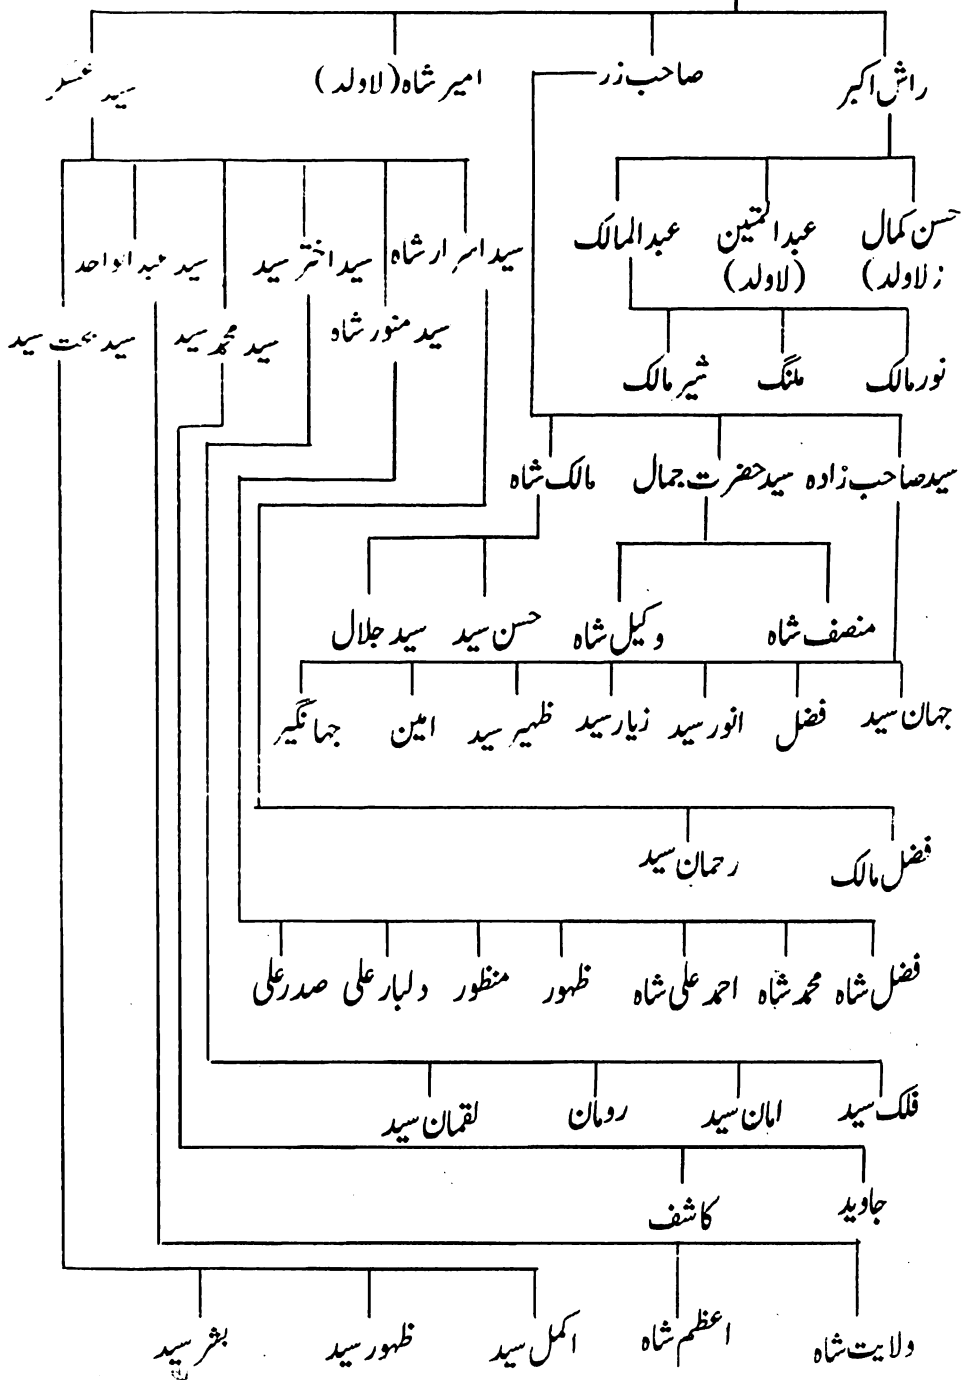 راش اکبر
صاحب زر
امیر شاہ (لاولد)
سید
حسن کمال
(لاولد)
عبدالمتین
(لاولد)
عبدالمالک
سید اسرار شاہ
سید اختر سید
سید عبدالواحد
سید منور شاہ
سید محمد سید
سید بخت سید
نور مالک
ملنگ
شیر مالک
سید صاحب زادہ
سید حضرت جمال
مالک شاہ
منصف شاہ
وکیل شاہ
حسن سید
سید جلال
جہان سید
فضل
انور سید
زیار سید
ظہیر سید
امین
جہانگیر
فضل مالک
رحمان سید
فضل شاہ
محمد شاہ
احمد علی شاہ
ظہور
منظور
دلبار علی
صدر علی
فلک سید
امان سید
رومان
لقمان سید
جاوید
کاشف
ولایت شاہ
اعظم شاہ
اکمل سید
ظہور سید
بشر سید